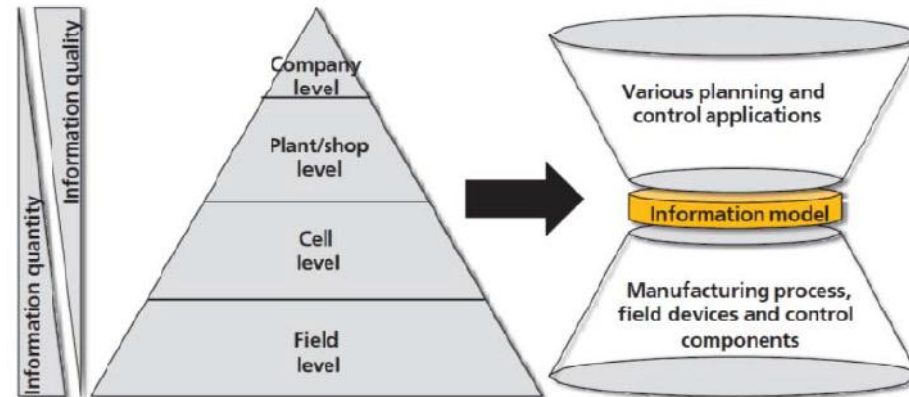 Information quantity
Information quality
Company
level
Plant/shop
level
Cell
level
Field
level
Various planning and
control applications
Information model
Manufacturing process,
field devices and control
components